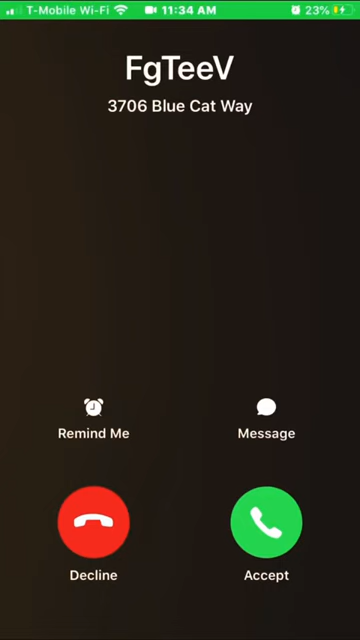 T-Mobile Wi-Fi 11:34 AM 23%
FgTeeV
3706 Blue Cat Way
Remind Me Message
Decline Accept